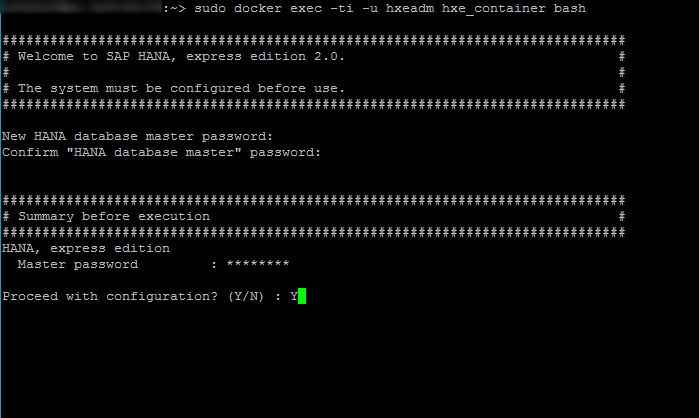 :~> sudo docker exec -ti -u hxeadm hxe_container bash
##############################################################################
# Welcome to SAP HANA, express edition 2.0. #
# #
# The system must be configured before use. #
##############################################################################
New HANA database master password:
Confirm "HANA database master" password:
##############################################################################
# Summary before execution #
##############################################################################
HANA, express edition
Master password : ********
Proceed with configuration? (Y/N) : Y